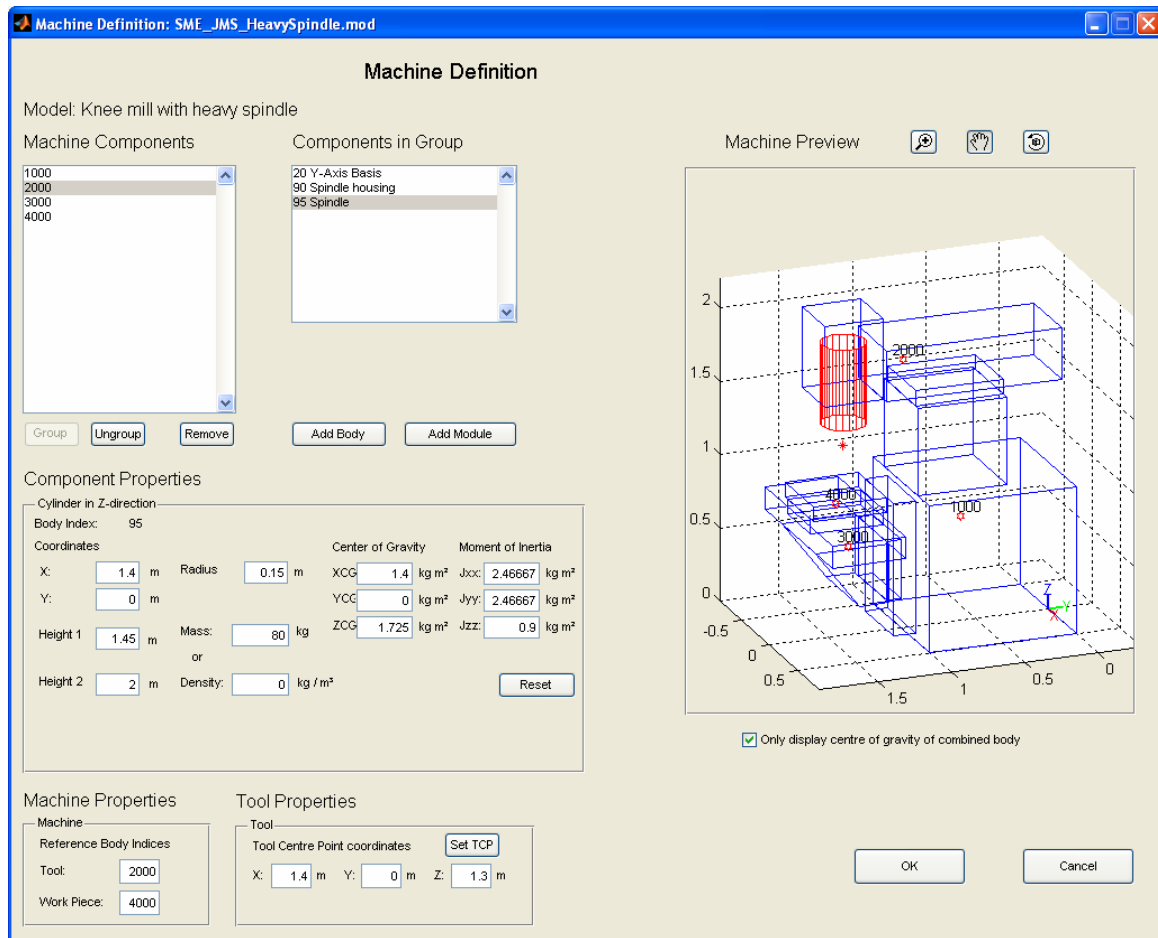 Machine Definition: SME_JMS_HeavySpindle.mod
Machine Definition
Model: Knee mill with heavy spindle
Machine Components
Components in Group
Machine Preview
1000
2000
3000
4000
20 Y-Axis Basis
90 Spindle housing
95 Spindle
Group
Ungroup
Remove
Add Body
Add Module
2
1.5
1
0.5
0
-0.5
0
0.5
1.5
1
0.5
0
2000
4000
1000
3000
Z
Y
X
Only display centre of gravity of combined body
Component Properties
Cylinder in Z-direction
Body Index: 95
Coordinates
X: 1.4 m
Y: 0 m
Height 1 1.45 m
Height 2 2 m
Radius 0.15 m
Mass: 80 kg
or
Density: 0 kg / m³
Center of Gravity
XCG 1.4 kg m²
YCG 0 kg m²
ZCG 1.725 kg m²
Moment of Inertia
Jxx: 2.46667 kg m²
Jyy: 2.46667 kg m²
Jzz: 0.9 kg m²
Reset
Machine Properties
Machine
Reference Body Indices
Tool: 2000
Work Piece: 4000
Tool Properties
Tool
Tool Centre Point coordinates
Set TCP
X: 1.4 m Y: 0 m Z: 1.3 m
OK
Cancel